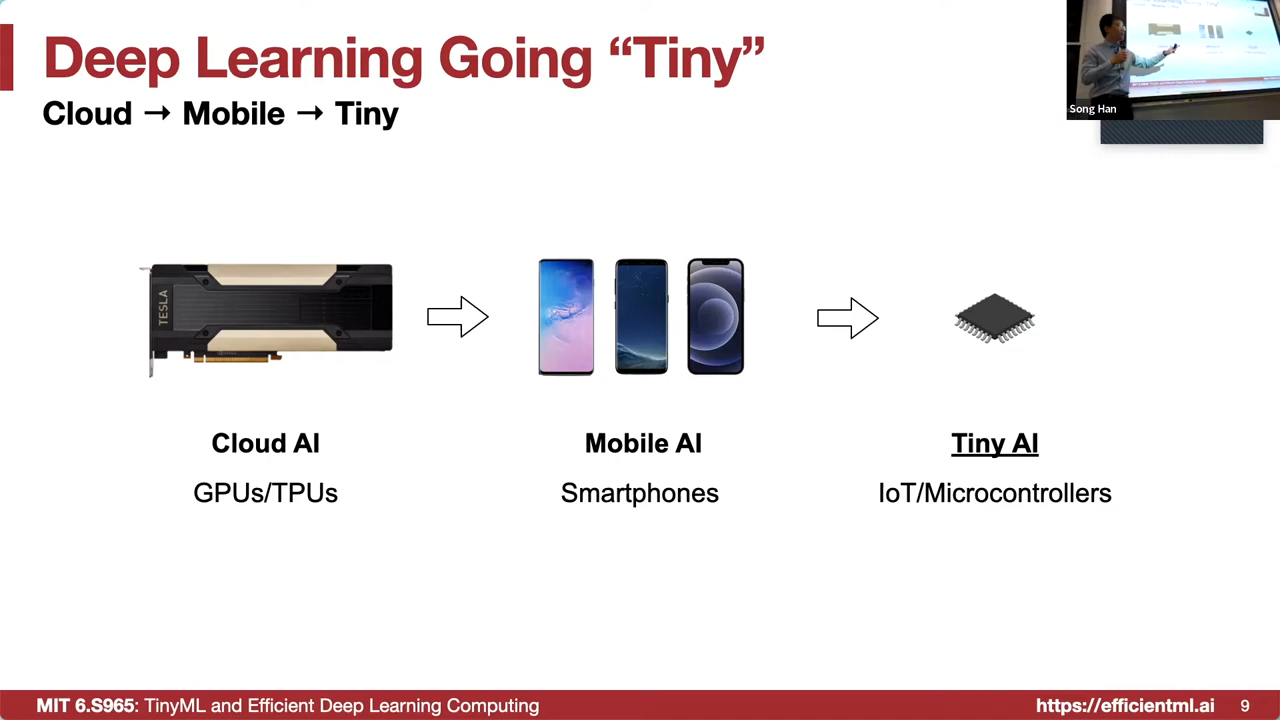 Deep Learning Going “Tiny”
Cloud → Mobile → Tiny
Song Han
TESLA
Cloud AI
Mobile AI
Tiny AI
GPUs/TPUs
Smartphones
IoT/Microcontrollers
MIT 6.S965: TinyML and Efficient Deep Learning Computing
https://efficientml.ai
9